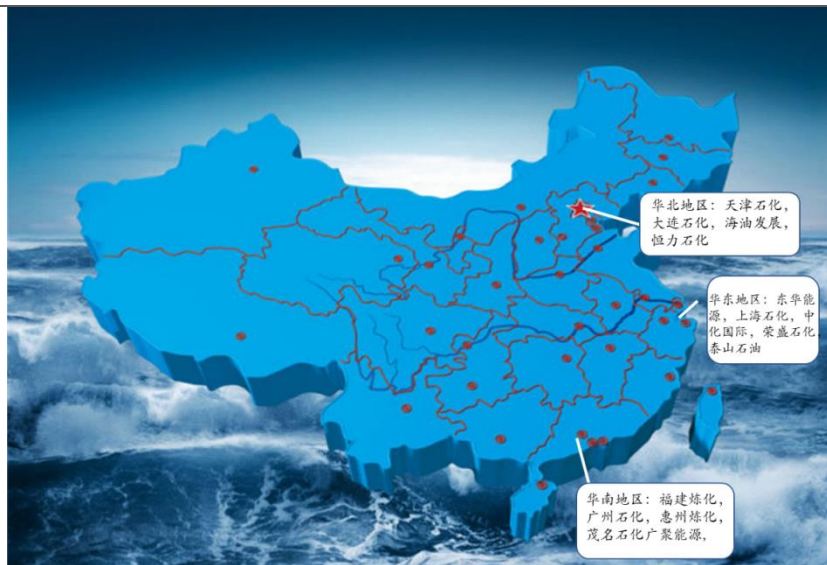 华北地区：天津石化，
大连石化，海油发展，
恒力石化
华东地区：东华能
源，上海石化，中
化国际，荣盛石化，
泰山石油
华南地区：福建炼化，
广州石化，惠州炼化，
茂名石化广聚能源，